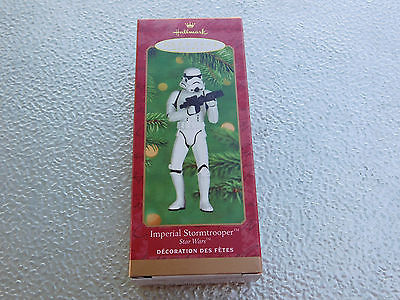 Hallmark
Imperial Stormtrooper™
Star Wars™
DÉCORATION DES FÊTES